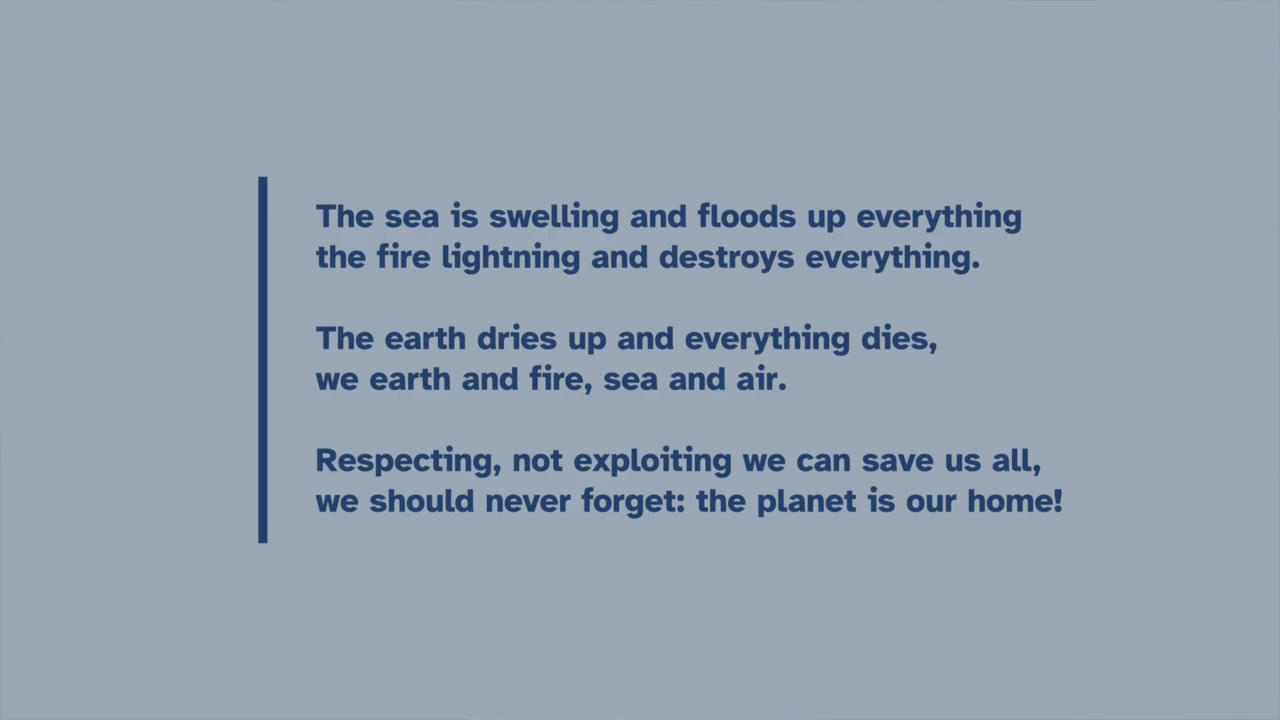 The sea is swelling and floods up everything
the fire lightning and destroys everything.
The earth dries up and everything dies,
we earth and fire, sea and air.
Respecting, not exploiting we can save us all,
we should never forget: the planet is our home!